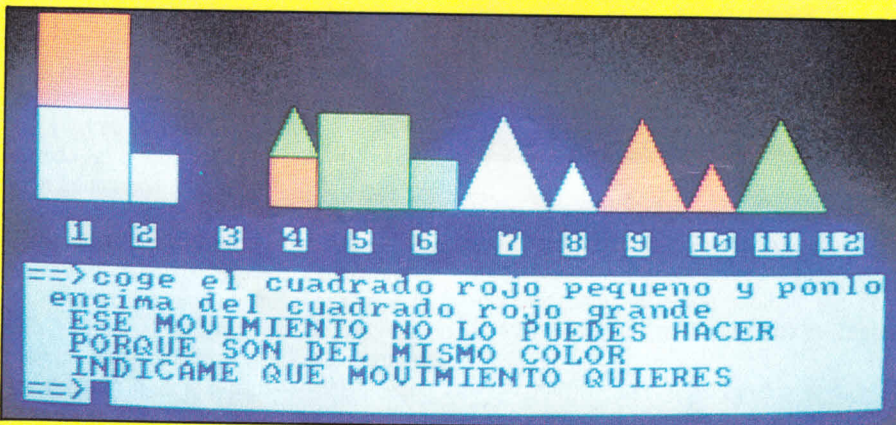 1 2 3 4 5 6 7 8 9 10 11 12
==>coge el cuadrado rojo pequeno y ponlo
encima del cuadrado rojo grande
ESE MOVIMIENTO NO LO PUEDES HACER
PORQUE SON DEL MISMO COLOR
INDICAME QUE MOVIMIENTO QUIERES
==>